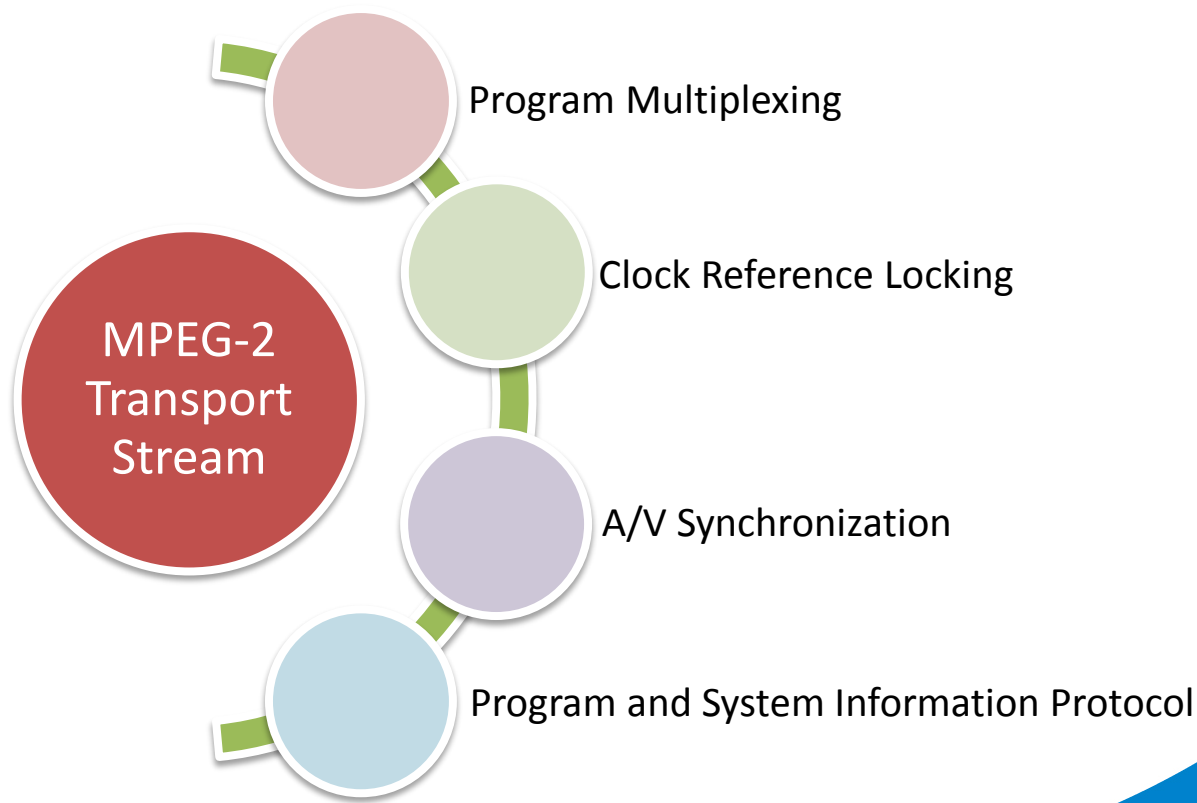 Program Multiplexing
Clock Reference Locking
MPEG-2
Transport
Stream
A/V Synchronization
Program and System Information Protocol